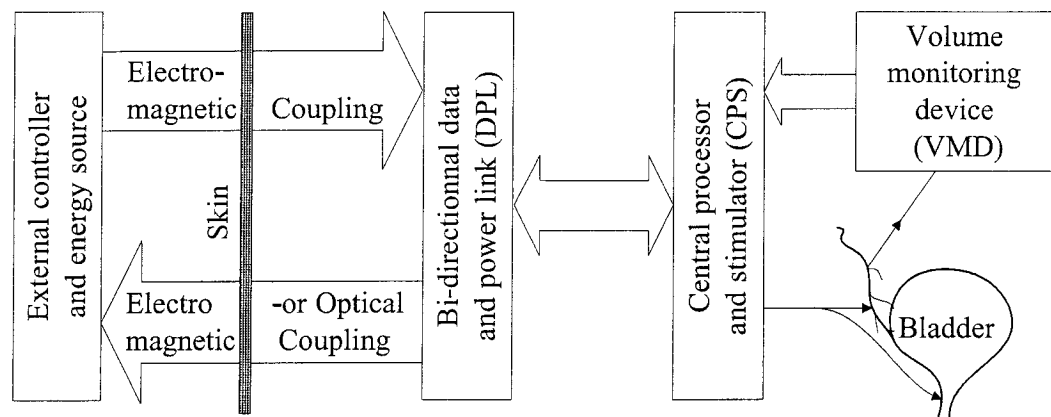 External controller
and energy source
Electro-
magnetic
Coupling
Skin
Electro
magnetic
-or Optical
Coupling
Bi-directionnal data
and power link (DPL)
Central processor
and stimulator (CPS)
Volume
monitoring
device
(VMD)
Bladder